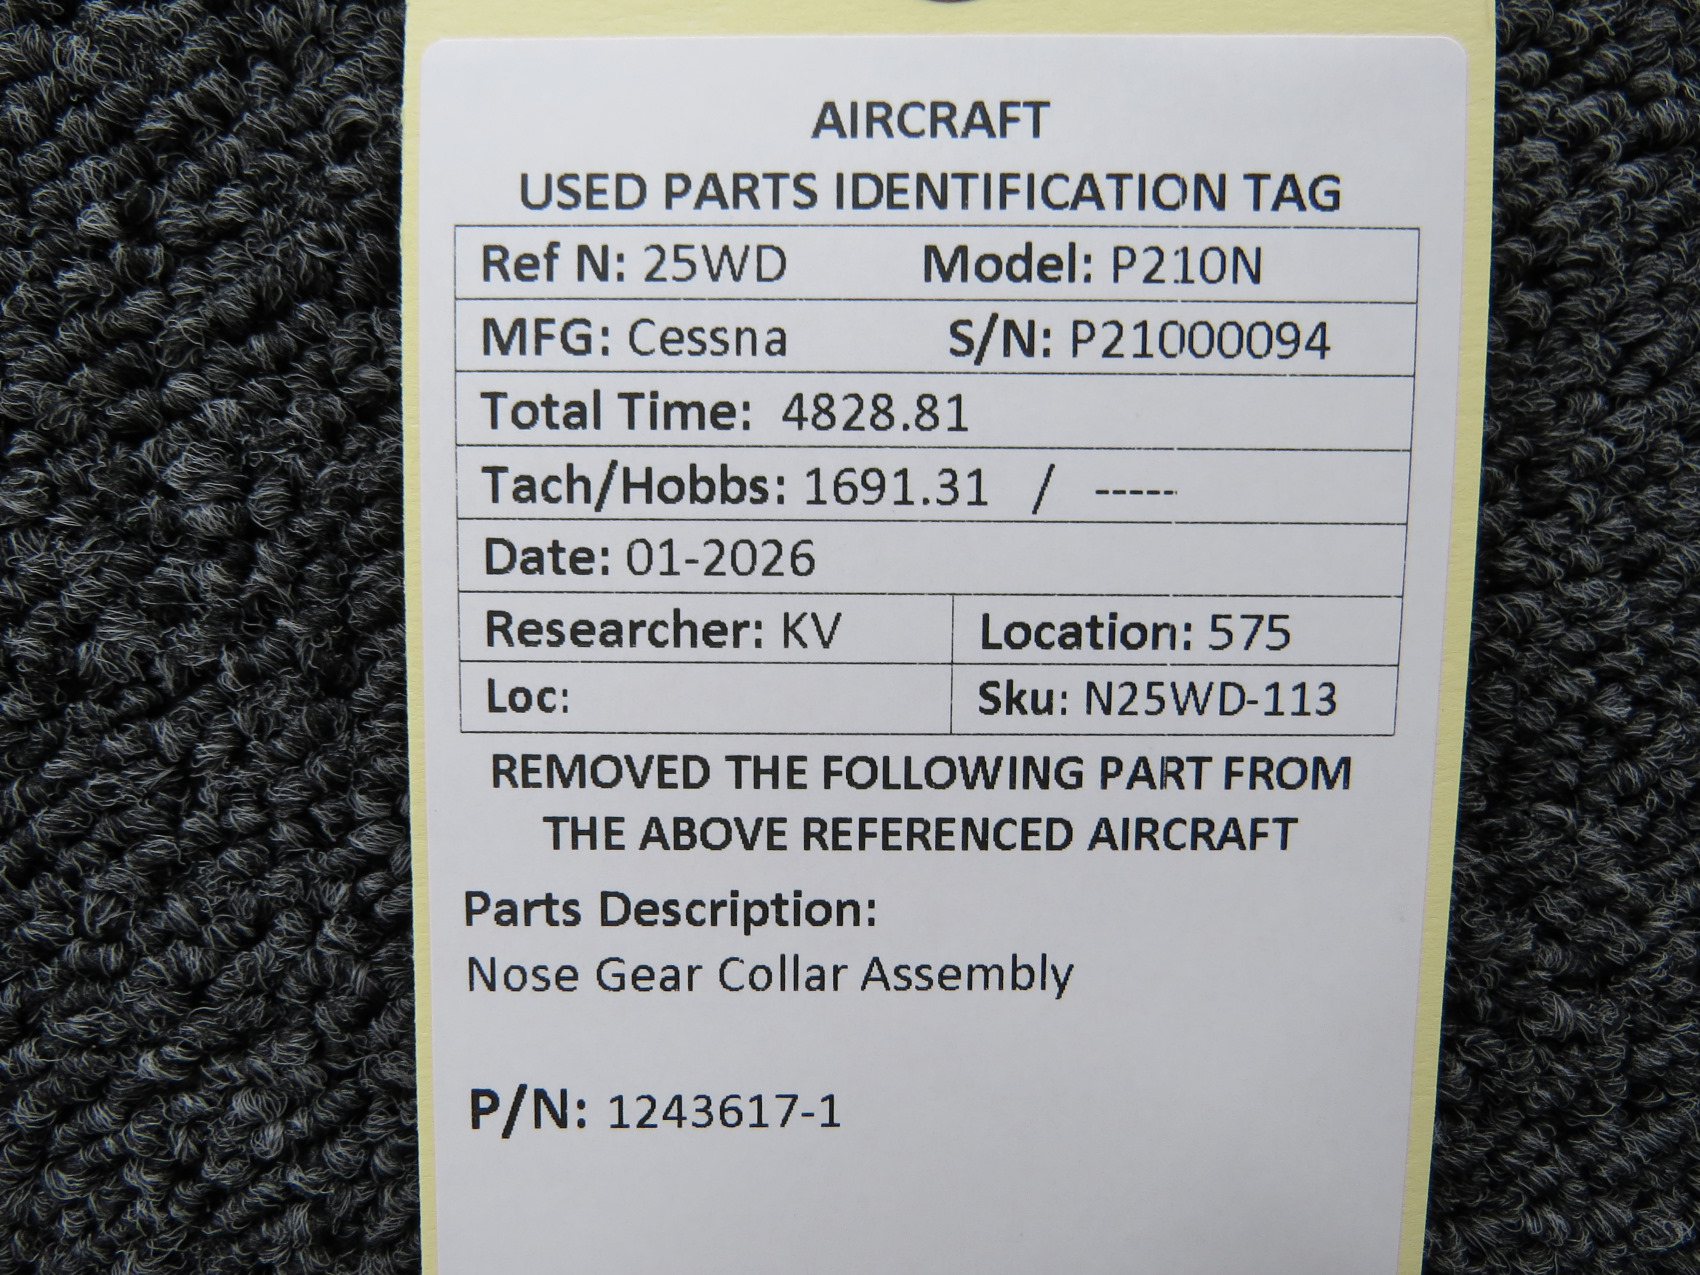 AIRCRAFT
USED PARTS IDENTIFICATION TAG
Ref N: 25WD Model: P210N
MFG: Cessna S/N: P21000094
Total Time: 4828.81
Tach/Hobbs: 1691.31 / -----
Date: 01-2026
Researcher: KV Location: 575
Loc: Sku: N25WD-113
REMOVED THE FOLLOWING PART FROM
THE ABOVE REFERENCED AIRCRAFT
Parts Description:
Nose Gear Collar Assembly
P/N: 1243617-1